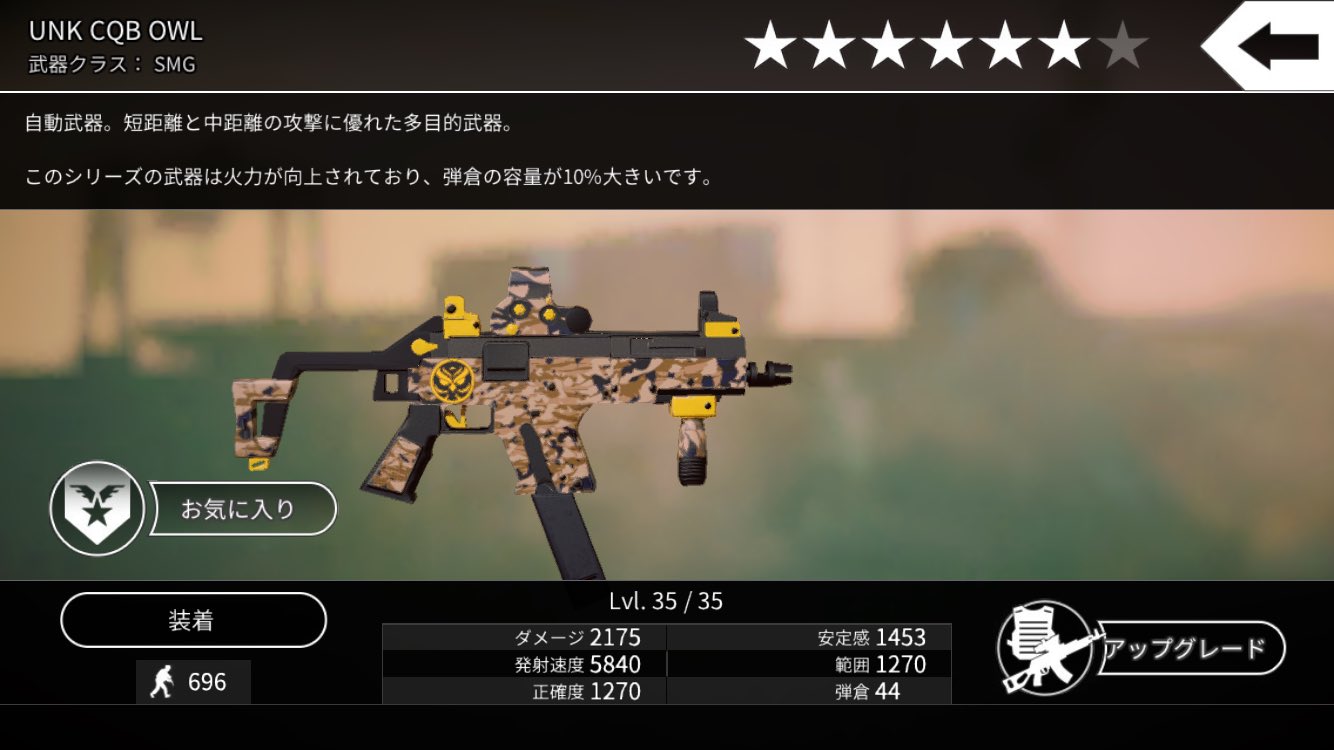 UNK CQB OWL
武器クラス： SMG
自動武器。短距離と中距離の攻撃に優れた多目的武器。
このシリーズの武器は火力が向上されており、弾倉の容量が10%大きいです。
お気に入り
装着
696
Lvl. 35 / 35
ダメージ 2175
安定感 1453
発射速度 5840
範囲 1270
正確度 1270
弾倉 44
アップグレード